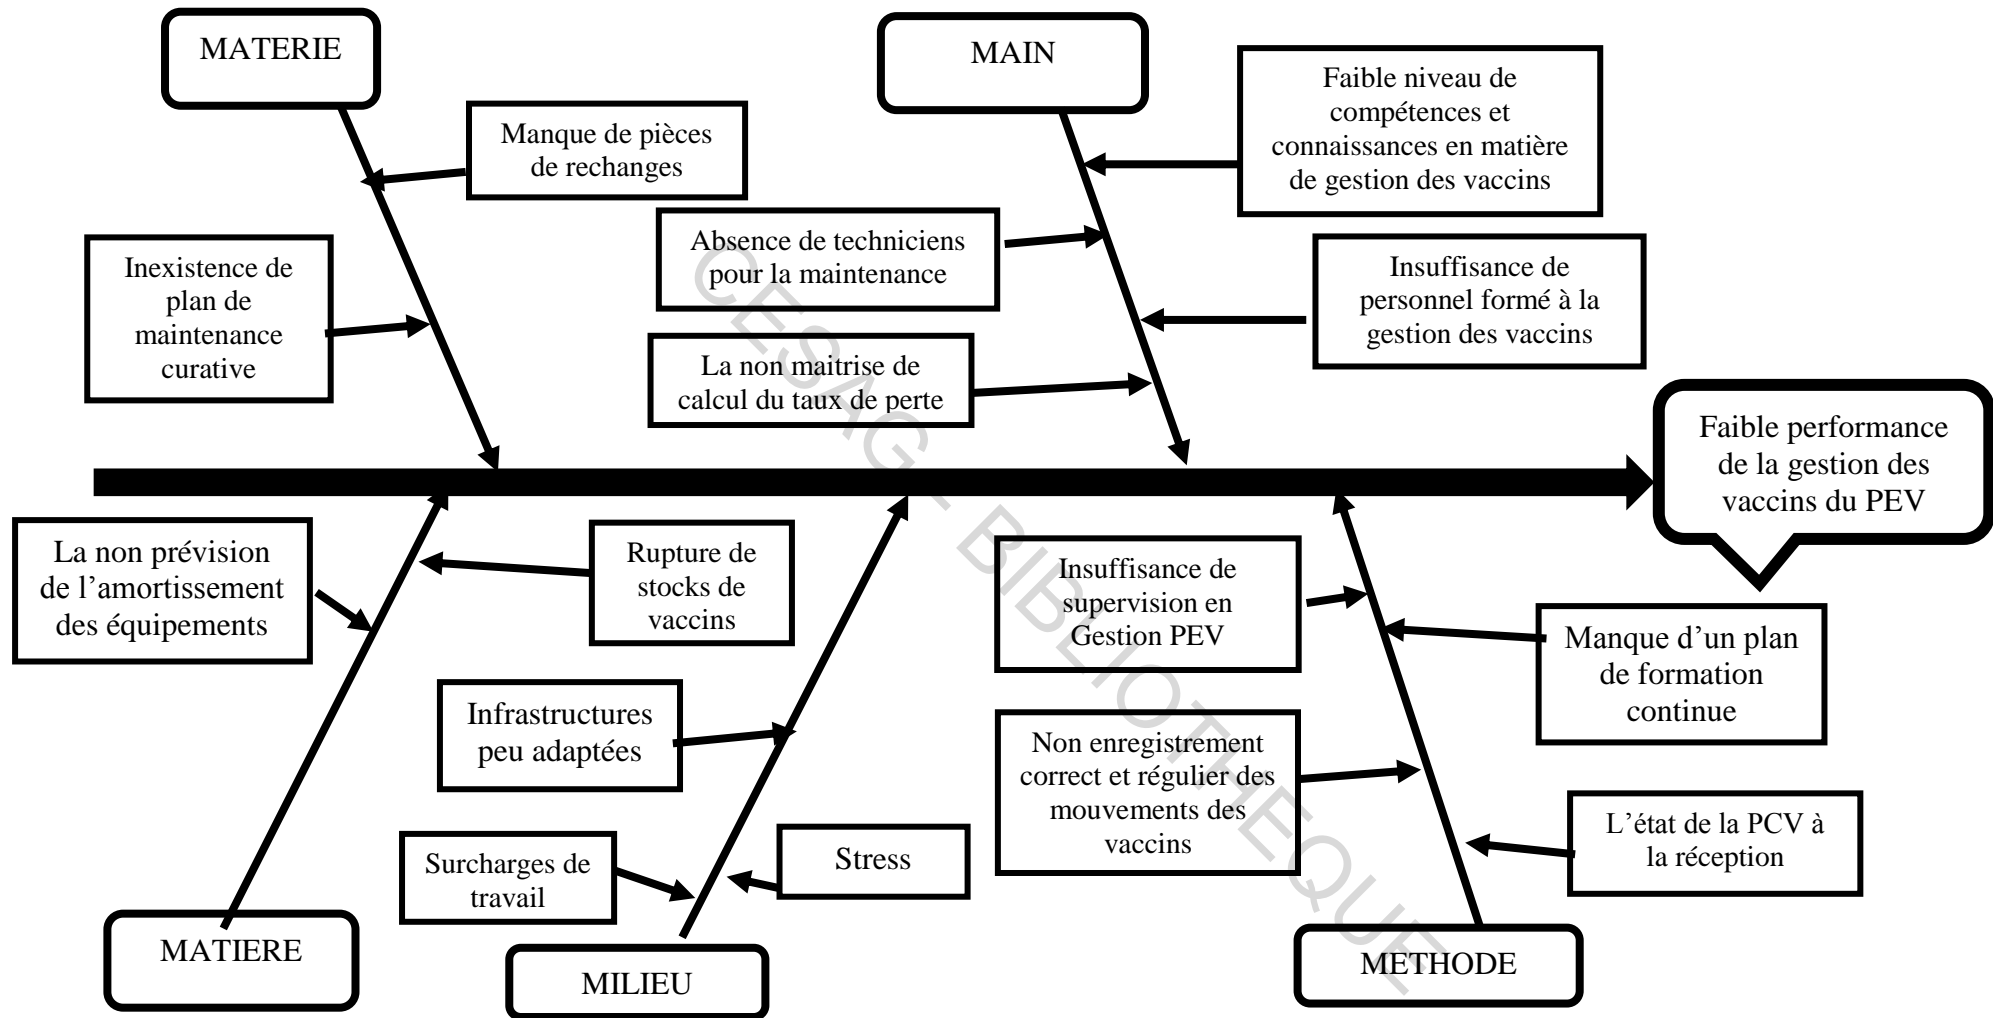 MATERIE
MAIN
Manque de pièces
de rechanges
Faible niveau de
compétences et
connaissances en matière
de gestion des vaccins
Inexistence de
plan de
maintenance
curative
Absence de techniciens
pour la maintenance
Insuffisance de
personnel formé à la
gestion des vaccins
La non maitrise de
calcul du taux de perte
Faible performance
de la gestion des
vaccins du PEV
La non prévision
de l’amortissement
des équipements
Rupture de
stocks de
vaccins
Insuffisance de
supervision en
Gestion PEV
Manque d’un plan
de formation
continue
Infrastructures
peu adaptées
Non enregistrement
correct et régulier des
mouvements des
vaccins
L’état de la PCV à
la réception
Surcharges de
travail
Stress
MATIERE
MILIEU
METHODE
CESAG - BIBLIOTHEQUE